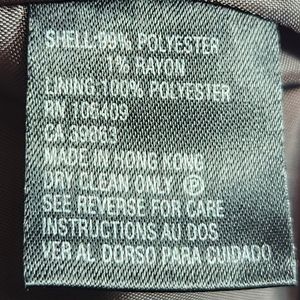 SHELL:99% POLYESTER
1% RAYON
LINING:100% POLYESTER
RN 106409
CA 39863
MADE IN HONG KONG
DRY CLEAN ONLY Ⓟ
SEE REVERSE FOR CARE
INSTRUCTIONS AU DOS
VER AL DORSO PARA CUIDADO